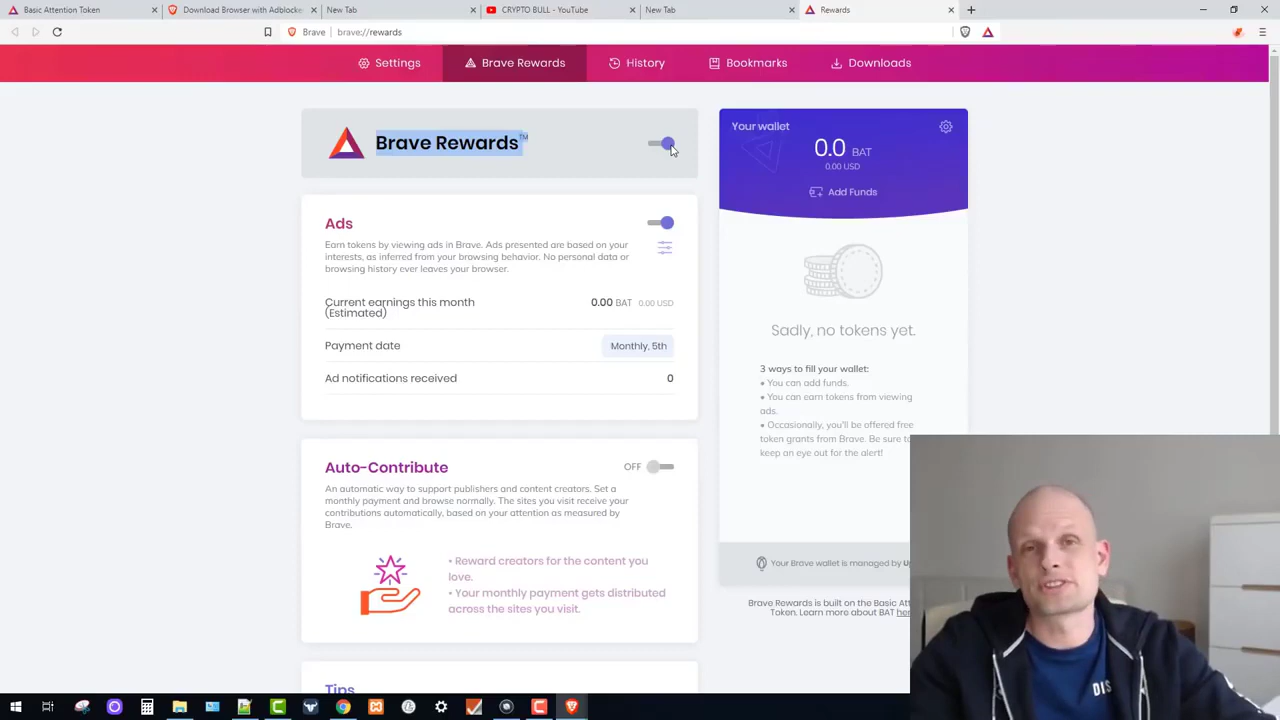 Basic Attention Token
Download Browser with Adblocke
New Tab
CRYPTO BULL - YouTube
New Tab
Rewards
Brave
brave://rewards
Settings
Brave Rewards
History
Bookmarks
Downloads
Brave Rewards™
Ads
Earn tokens by viewing ads in Brave. Ads presented are based on your
interests, as inferred from your browsing behavior. No personal data or
browsing history ever leaves your browser.
Current earnings this month
(Estimated)
0.00 BAT 0.00 USD
Payment date
Monthly, 5th
Ad notifications received
0
Auto-Contribute
OFF
An automatic way to support publishers and content creators. Set a
monthly payment and browse normally. The sites you visit receive your
contributions automatically, based on your attention as measured by
Brave.
• Reward creators for the content you
love.
• Your monthly payment gets distributed
across the sites you visit.
Tips
Your wallet
0.0 BAT
0.00 USD
Add Funds
Sadly, no tokens yet.
3 ways to fill your wallet:
• You can add funds.
• You can earn tokens from viewing
ads.
• Occasionally, you'll be offered free
token grants from Brave. Be sure to
keep an eye out for the alert!
Your Brave wallet is managed by
Brave Rewards is built on the Basic
Token. Learn more about BAT
DIS